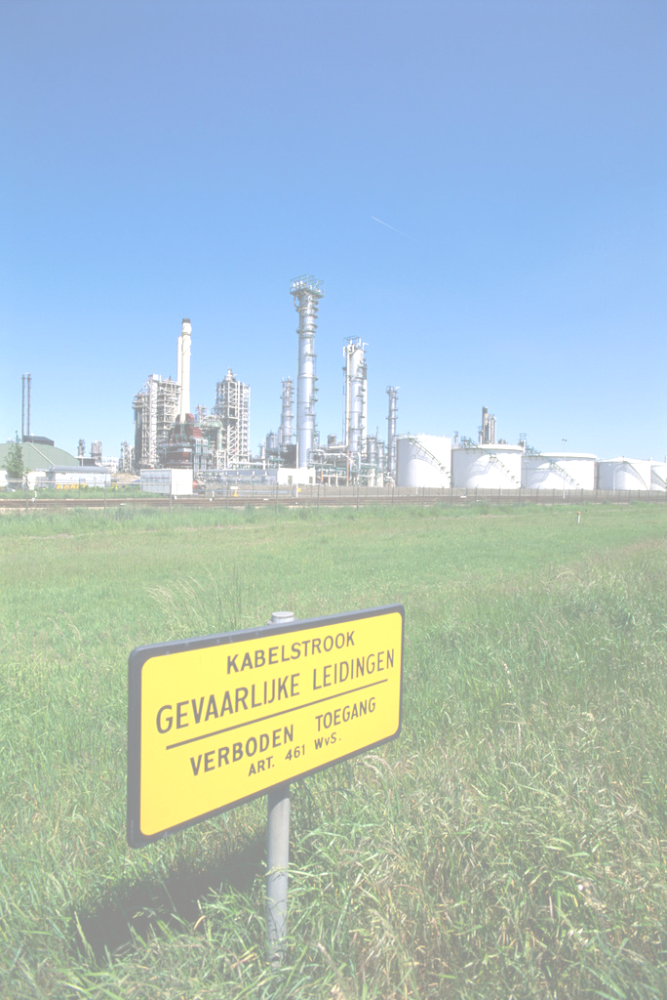 KABELSTROOK
GEVAARLIJKE LEIDINGEN
VERBODEN TOEGANG
ART. 461 WvS.